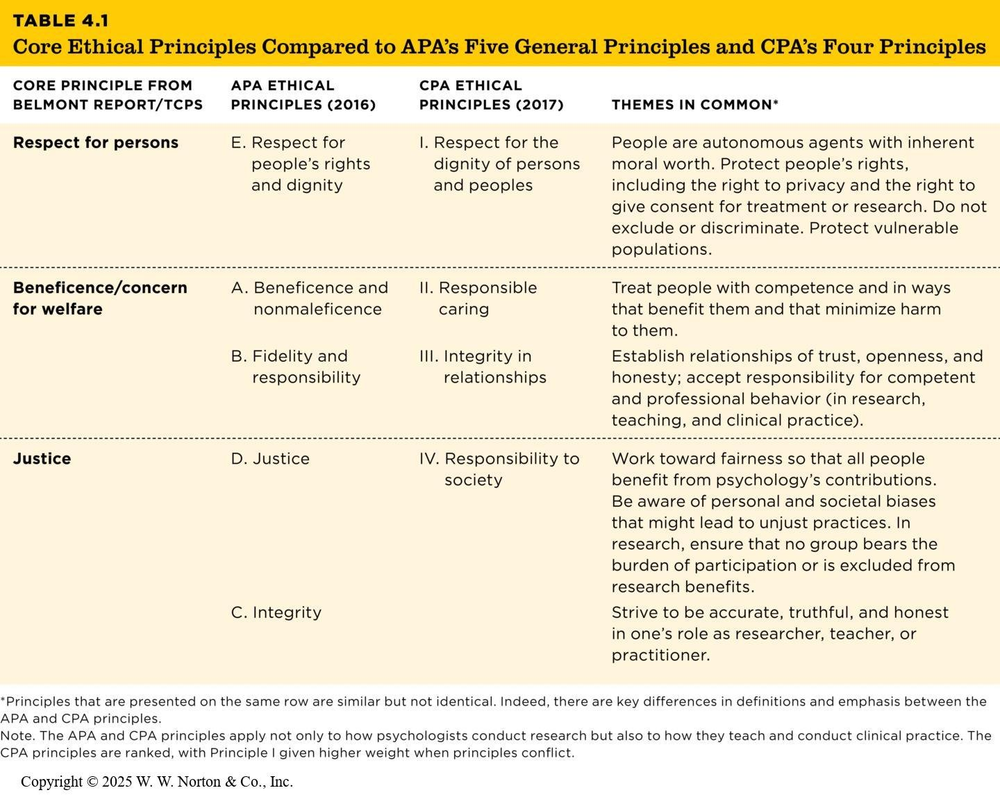 TABLE 4.1
Core Ethical Principles Compared to APA’s Five General Principles and CPA’s Four Principles
CORE PRINCIPLE FROM
BELMONT REPORT/TCPS
APA ETHICAL
PRINCIPLES (2016)
CPA ETHICAL
PRINCIPLES (2017)
THEMES IN COMMON*
Respect for persons
E. Respect for
people’s rights
and dignity
I. Respect for the
dignity of persons
and peoples
People are autonomous agents with inherent
moral worth. Protect people’s rights,
including the right to privacy and the right to
give consent for treatment or research. Do not
exclude or discriminate. Protect vulnerable
populations.
Beneficence/concern
for welfare
A. Beneficence and
nonmaleficence
II. Responsible
caring
Treat people with competence and in ways
that benefit them and that minimize harm
to them.
B. Fidelity and
responsibility
III. Integrity in
relationships
Establish relationships of trust, openness, and
honesty; accept responsibility for competent
and professional behavior (in research,
teaching, and clinical practice).
Justice
D. Justice
IV. Responsibility to
society
Work toward fairness so that all people
benefit from psychology’s contributions.
Be aware of personal and societal biases
that might lead to unjust practices. In
research, ensure that no group bears the
burden of participation or is excluded from
research benefits.
C. Integrity
Strive to be accurate, truthful, and honest
in one’s role as researcher, teacher, or
practitioner.
*Principles that are presented on the same row are similar but not identical. Indeed, there are key differences in definitions and emphasis between the
APA and CPA principles.
Note. The APA and CPA principles apply not only to how psychologists conduct research but also to how they teach and conduct clinical practice. The
CPA principles are ranked, with Principle I given higher weight when principles conflict.
Copyright © 2025 W. W. Norton & Co., Inc.